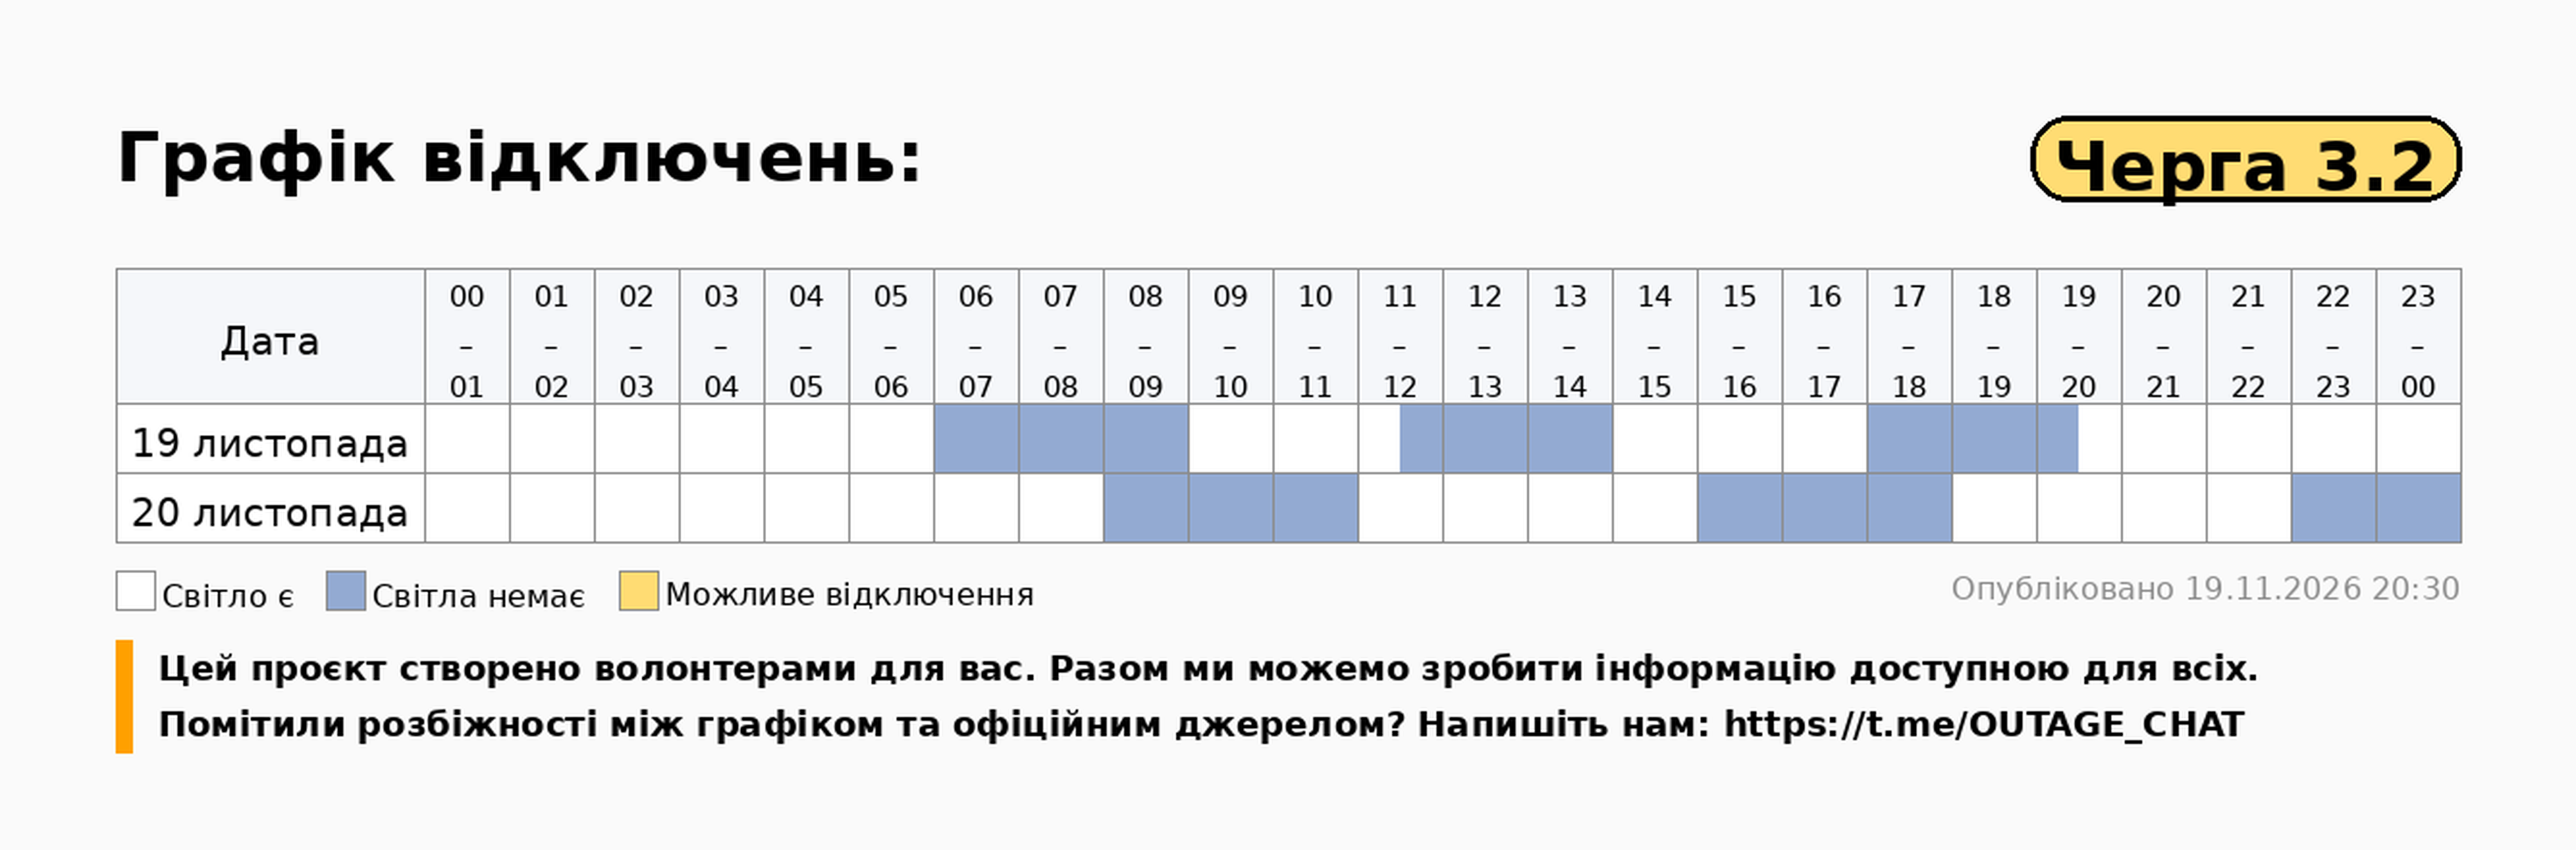 Графік відключень:
Черга 3.2
Дата 00 – 01 01 – 02 02 – 03 03 – 04 04 – 05 05 – 06 06 – 07 07 – 08 08 – 09 09 – 10 10 – 11 11 – 12 12 – 13 13 – 14 14 – 15 15 – 16 16 – 17 17 – 18 18 – 19 19 – 20 20 – 21 21 – 22 22 – 23 23 – 00
19 листопада
20 листопада
Світло є Світла немає Можливе відключення
Опубліковано 19.11.2026 20:30
Цей проєкт створено волонтерами для вас. Разом ми можемо зробити інформацію доступною для всіх.
Помітили розбіжності між графіком та офіційним джерелом? Напишіть нам: https://t.me/OUTAGE_CHAT